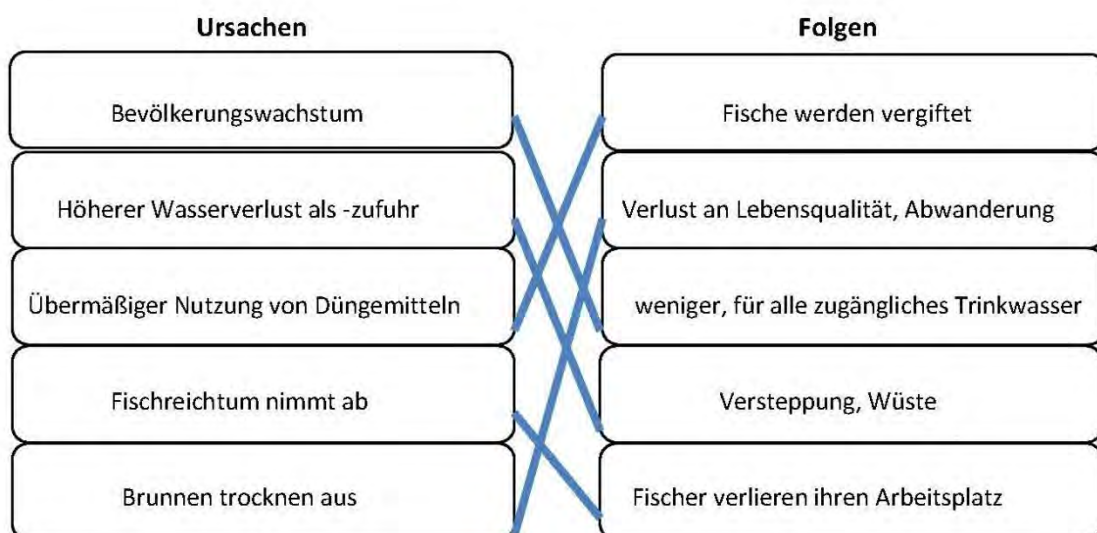 Ursachen
Folgen
Bevölkerungswachstum
Fische werden vergiftet
Höherer Wasserverlust als -zufuhr
Verlust an Lebensqualität, Abwanderung
Übermäßiger Nutzung von Düngemitteln
weniger, für alle zugängliches Trinkwasser
Fischreichtum nimmt ab
Versteppung, Wüste
Brunnen trocknen aus
Fischer verlieren ihren Arbeitsplatz